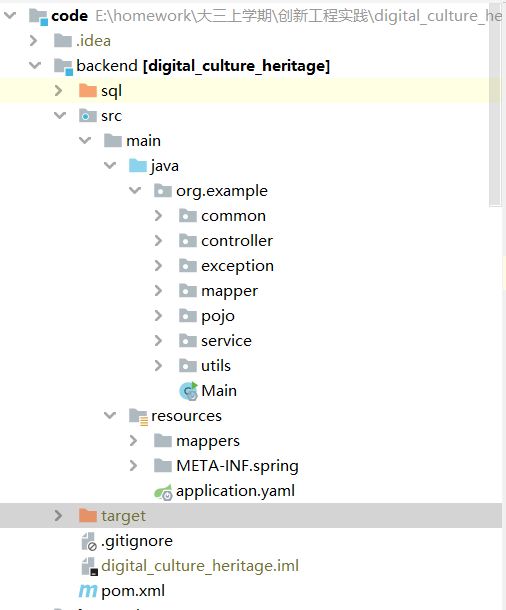 code E:\homework\大三上学期\创新工程实践\digital_culture_he
.idea
backend [digital_culture_heritage]
sql
src
main
java
org.example
common
controller
exception
mapper
pojo
service
utils
Main
resources
mappers
META-INF.spring
application.yaml
target
.gitignore
digital_culture_heritage.iml
pom.xml